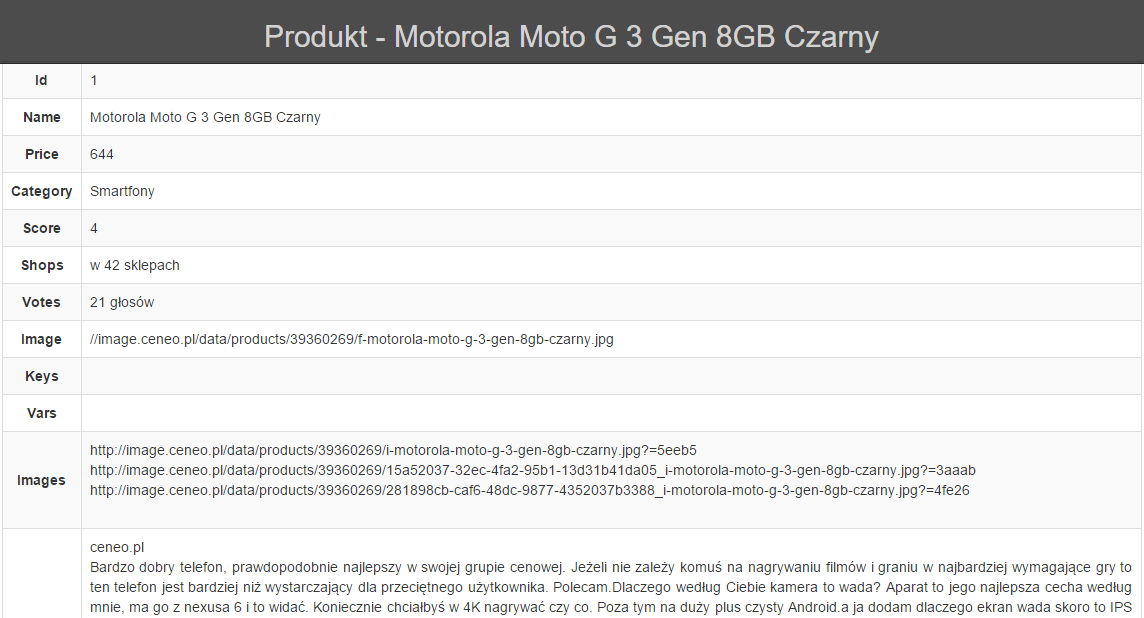 Produkt - Motorola Moto G 3 Gen 8GB Czarny
Id 1
Name Motorola Moto G 3 Gen 8GB Czarny
Price 644
Category Smartfony
Score 4
Shops w 42 sklepach
Votes 21 głosów
Image //image.ceneo.pl/data/products/39360269/f-motorola-moto-g-3-gen-8gb-czarny.jpg
Keys
Vars
Images
http://image.ceneo.pl/data/products/39360269/i-motorola-moto-g-3-gen-8gb-czarny.jpg?=5eeb5
http://image.ceneo.pl/data/products/39360269/15a52037-32ec-4fa2-95b1-13d31b41da05_i-motorola-moto-g-3-gen-8gb-czarny.jpg?=3aaab
http://image.ceneo.pl/data/products/39360269/281898cb-caf6-48dc-9877-4352037b3388_i-motorola-moto-g-3-gen-8gb-czarny.jpg?=4fe26
ceneo.pl
Bardzo dobry telefon, prawdopodobnie najlepszy w swojej grupie cenowej. Jeżeli nie zależy komuś na nagrywaniu filmów i graniu w najbardziej wymagające gry to
ten telefon jest bardziej niż wystarczający dla przeciętnego użytkownika. Polecam.Dlaczego według Ciebie kamera to wada? Aparat to jego najlepsza cecha według
mnie, ma go z nexusa 6 i to widać. Koniecznie chciałbyś w 4K nagrywać czy co. Poza tym na duży plus czysty Android.a ja dodam dlaczego ekran wada skoro to IPS